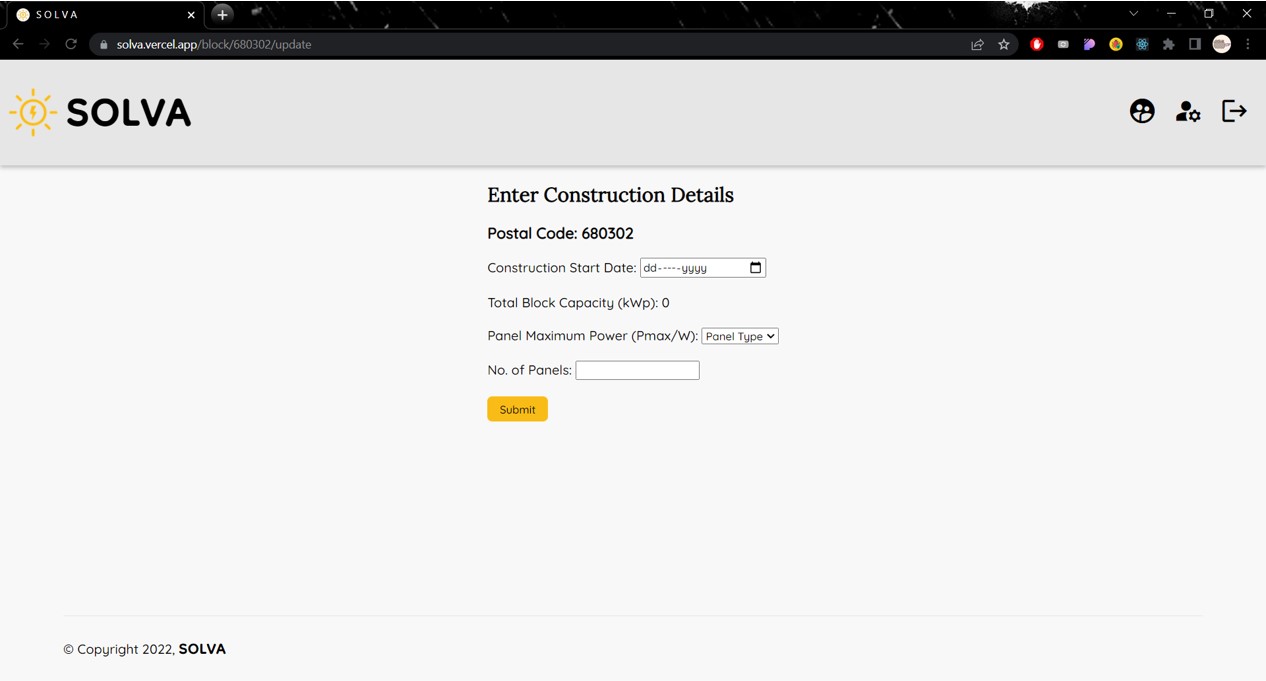 SOLVA
solva.vercel.app/block/680302/update
SOLVA
Enter Construction Details
Postal Code: 680302
Construction Start Date: dd-----yyyy
Total Block Capacity (kWp): 0
Panel Maximum Power (Pmax/W): Panel Type
No. of Panels:
Submit
© Copyright 2022, SOLVA